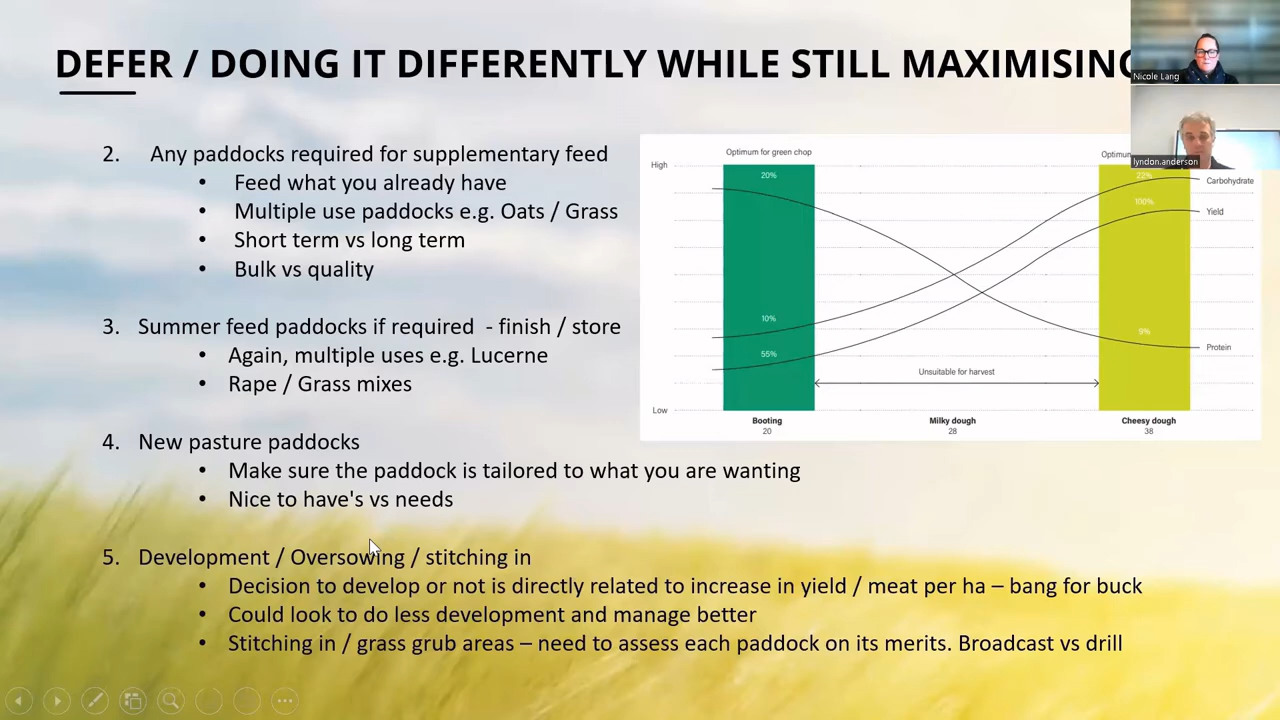 DEFER / DOING IT DIFFERENTLY WHILE STILL MAXIMISING
Nicole Lang
lyndon.anderson
2. Any paddocks required for supplementary feed
• Feed what you already have
• Multiple use paddocks e.g. Oats / Grass
• Short term vs long term
• Bulk vs quality
3. Summer feed paddocks if required - finish / store
• Again, multiple uses e.g. Lucerne
• Rape / Grass mixes
4. New pasture paddocks
• Make sure the paddock is tailored to what you are wanting
• Nice to have's vs needs
5. Development / Oversowing / stitching in
• Decision to develop or not is directly related to increase in yield / meat per ha – bang for buck
• Could look to do less development and manage better
• Stitching in / grass grub areas – need to assess each paddock on its merits. Broadcast vs drill
Optimum for green chop
High
20%
22%
Carbohydrate
100%
Yield
10%
55%
9%
Protein
Unsuitable for harvest
Low
Booting
20
Milky dough
28
Cheesy dough
38